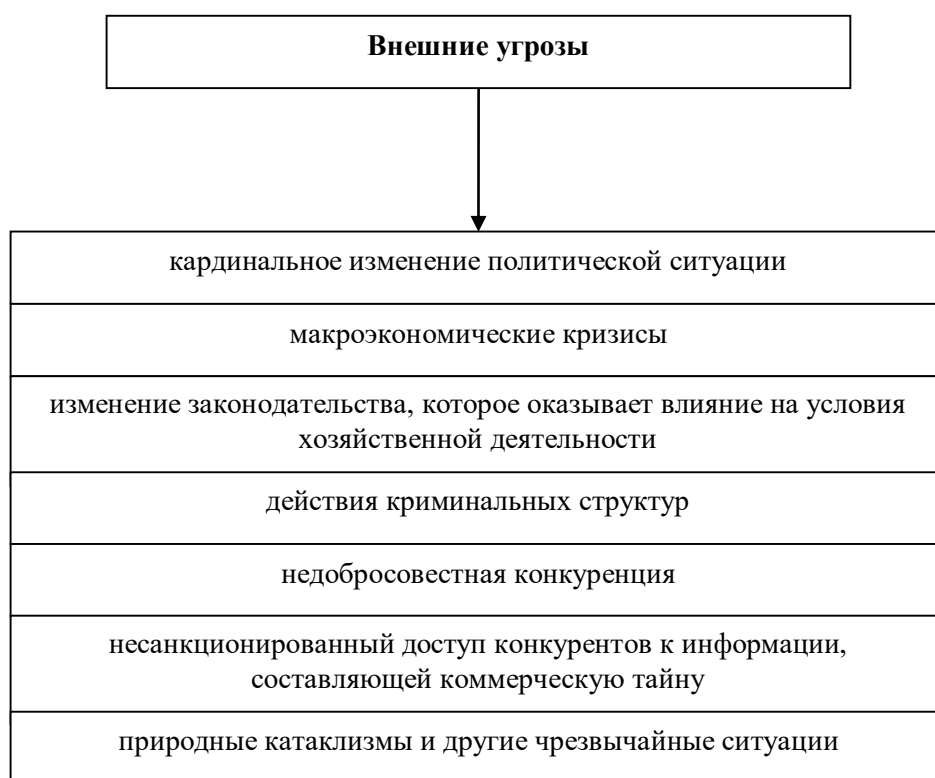 Внешние угрозы
кардинальное изменение политической ситуации
макроэкономические кризисы
изменение законодательства, которое оказывает влияние на условия
хозяйственной деятельности
действия криминальных структур
недобросовестная конкуренция
несанкционированный доступ конкурентов к информации,
составляющей коммерческую тайну
природные катаклизмы и другие чрезвычайные ситуации